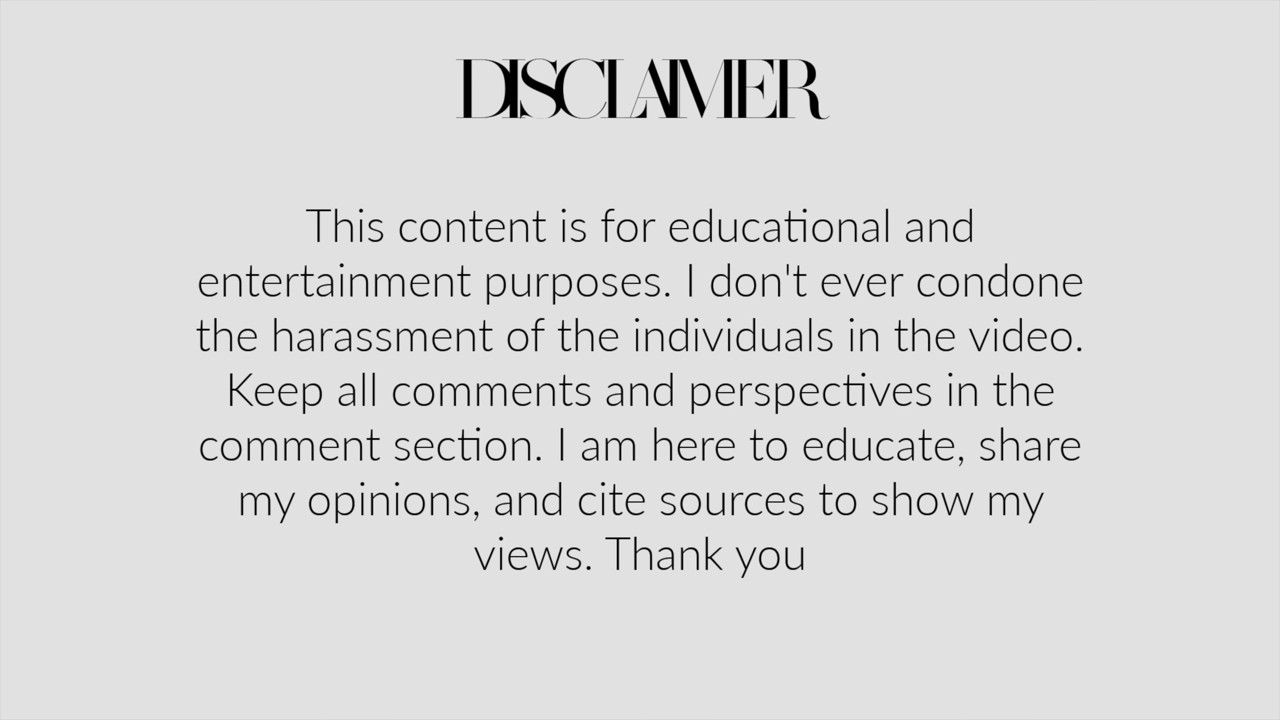 DISCLAIMER
This content is for educational and
entertainment purposes. I don't ever condone
the harassment of the individuals in the video.
Keep all comments and perspectives in the
comment section. I am here to educate, share
my opinions, and cite sources to show my
views. Thank you